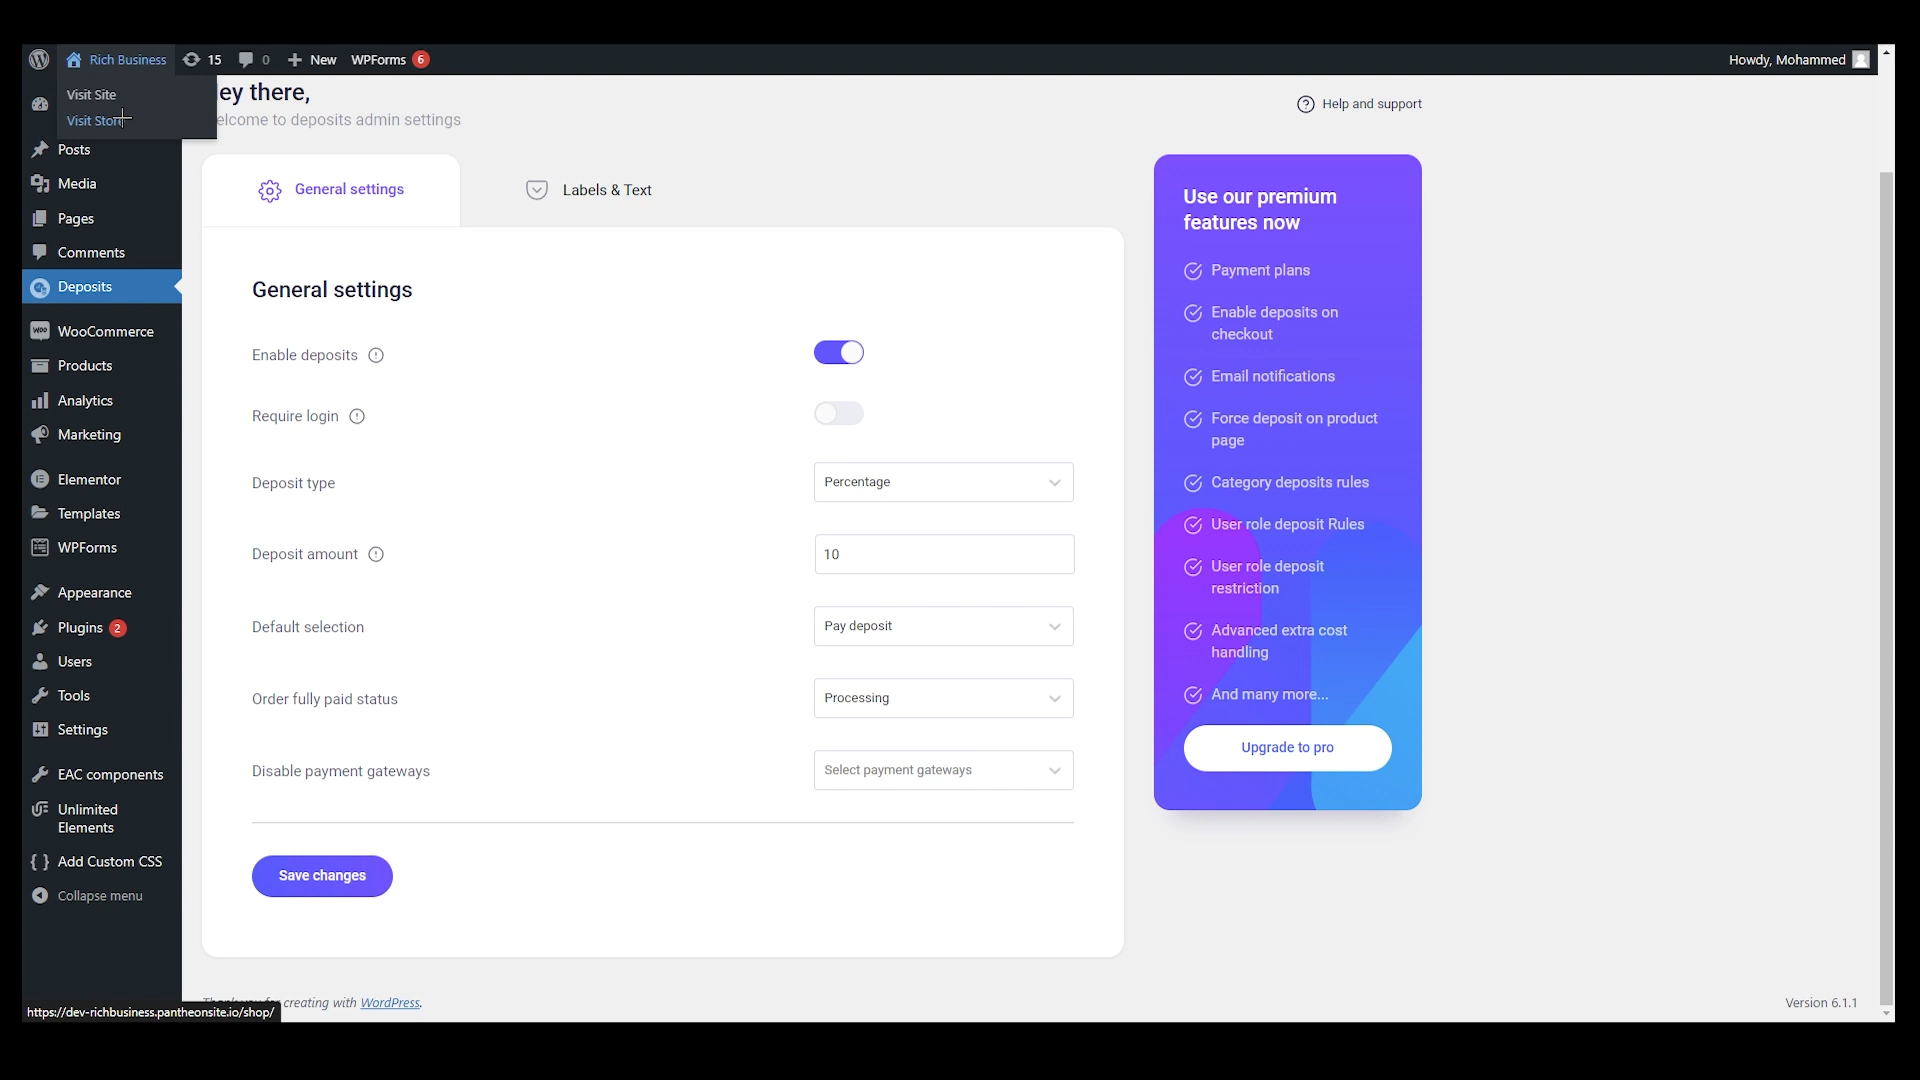 Rich Business
15
0
New
WPForms 6
Howdy, Mohammed
Visit Site
Visit Store
ey there,
elcome to deposits admin settings
Help and support
Posts
Media
Pages
Comments
Deposits
WooCommerce
Products
Analytics
Marketing
Elementor
Templates
WPForms
Appearance
Plugins 2
Users
Tools
Settings
EAC components
Unlimited
Elements
Add Custom CSS
Collapse menu
General settings
Labels & Text
General settings
Enable deposits
Require login
Deposit type
Percentage
Deposit amount
10
Default selection
Pay deposit
Order fully paid status
Processing
Disable payment gateways
Select payment gateways
Save changes
Use our premium
features now
Payment plans
Enable deposits on
checkout
Email notifications
Force deposit on product
page
Category deposits rules
User role deposit Rules
User role deposit
restriction
Advanced extra cost
handling
And many more...
Upgrade to pro
creating with WordPress.
Version 6.1.1
https://dev-richbusiness.pantheonsite.io/shop/